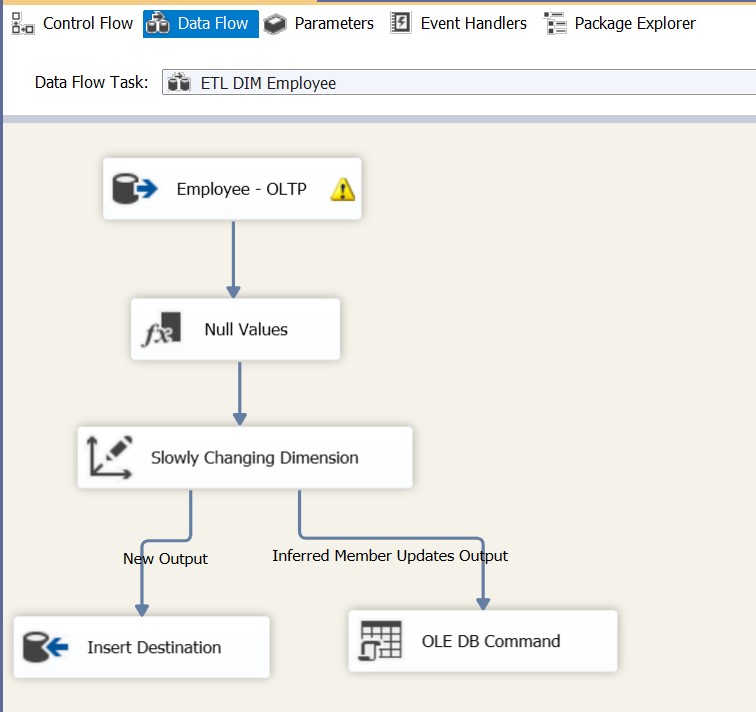 Control Flow Data Flow Parameters Event Handlers Package Explorer
Data Flow Task: ETL DIM Employee
Employee - OLTP
Null Values
Slowly Changing Dimension
New Output Inferred Member Updates Output
Insert Destination OLE DB Command